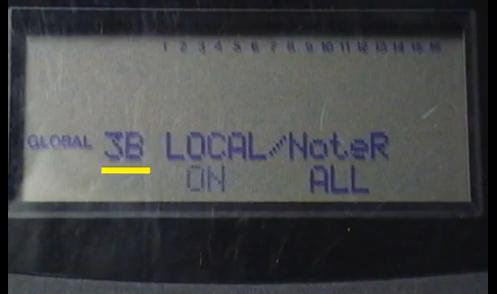 1 2 3 4 5 6 7 8 9 10 11 12 13 14 15 16
GLOBAL 3B LOCAL/NoteR
ON ALL